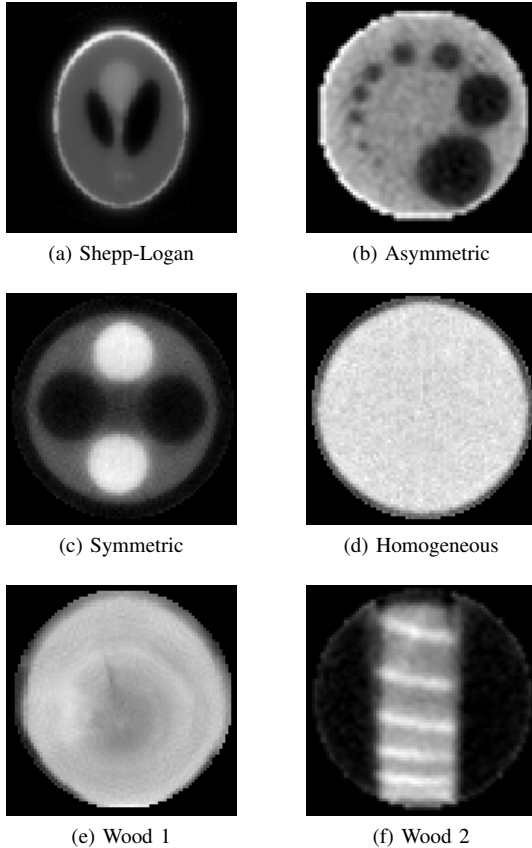 (a) Shepp-Logan
(b) Asymmetric
(c) Symmetric
(d) Homogeneous
(e) Wood 1
(f) Wood 2